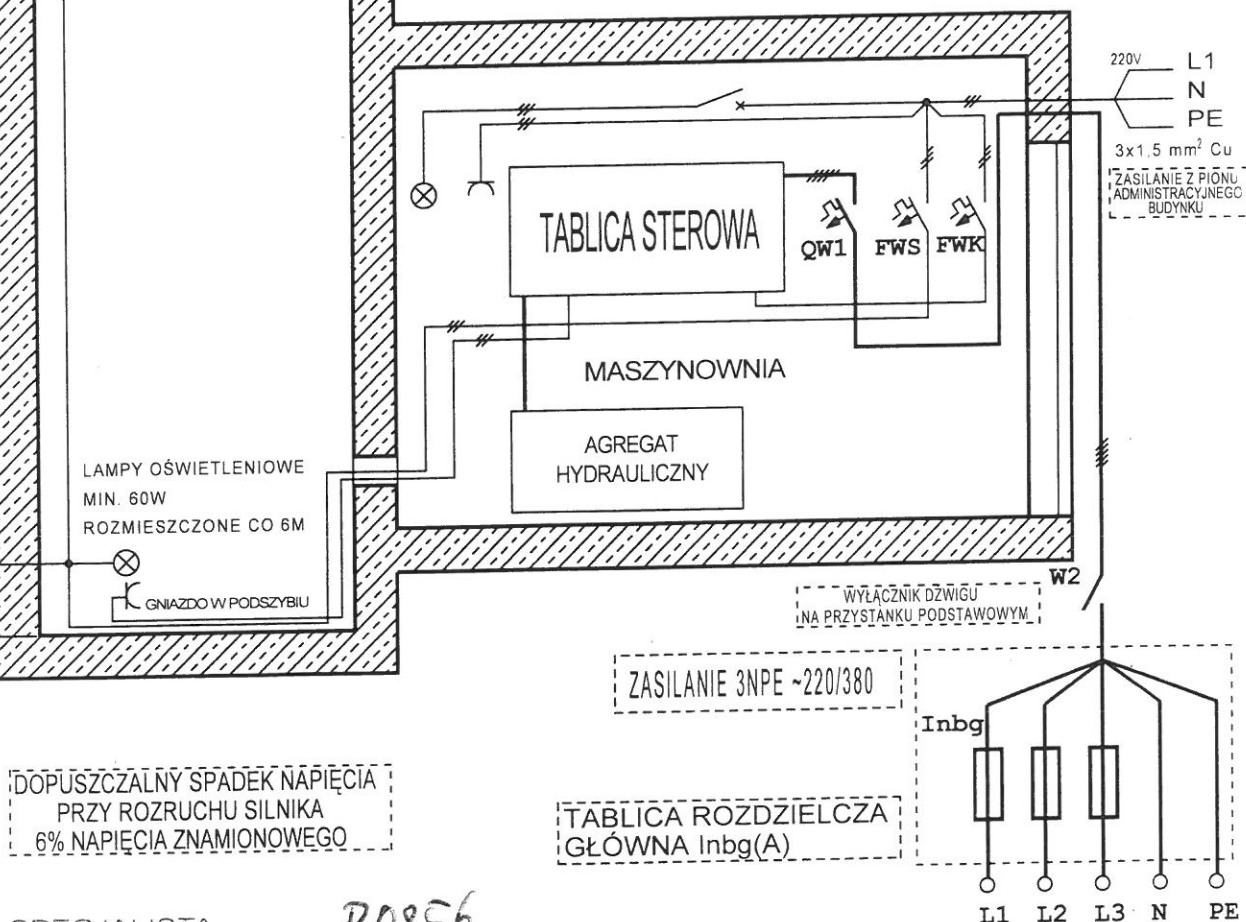 220V
L1
N
PE
3x1,5 mm² Cu
ZASILANIE Z PIONU
ADMINISTRACYJNEGO
BUDYNKU
TABLICA STEROWA
QW1
FWS
FWK
MASZYNOWNIA
AGREGAT
HYDRAULICZNY
LAMPY OŚWIETLENIOWE
MIN. 60W
ROZMIESZCZONE CO 6M
GNIAZDO W PODSZYBIU
W2
WYŁĄCZNIK DŹWIGU
NA PRZYSTANKU PODSTAWOWYM
ZASILANIE 3NPE ~220/380
Inbg
DOPUSZCZALNY SPADEK NAPIĘCIA
PRZY ROZRUCHU SILNIKA
6% NAPIĘCIA ZNAMIONOWEGO
TABLICA ROZDZIELCZA
GŁÓWNA Inbg(A)
L1 L2 L3 N PE